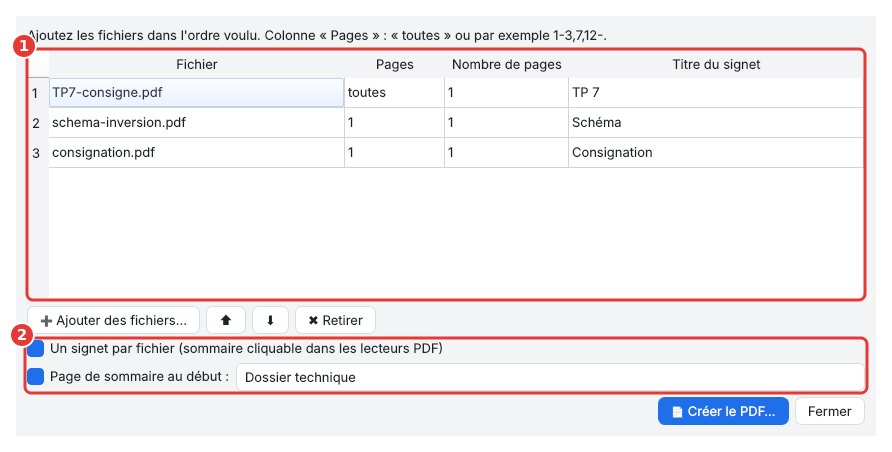 Ajoutez les fichiers dans l'ordre voulu. Colonne « Pages » : « toutes » ou par exemple 1-3,7,12-.
1
Fichier Pages Nombre de pages Titre du signet
1 TP7-consigne.pdf toutes 1 TP 7
2 schema-inversion.pdf 1 1 Schéma
3 consignation.pdf 1 1 Consignation
Ajouter des fichiers... Retirer
2
Un signet par fichier (sommaire cliquable dans les lecteurs PDF)
Page de sommaire au début : Dossier technique
Créer le PDF... Fermer